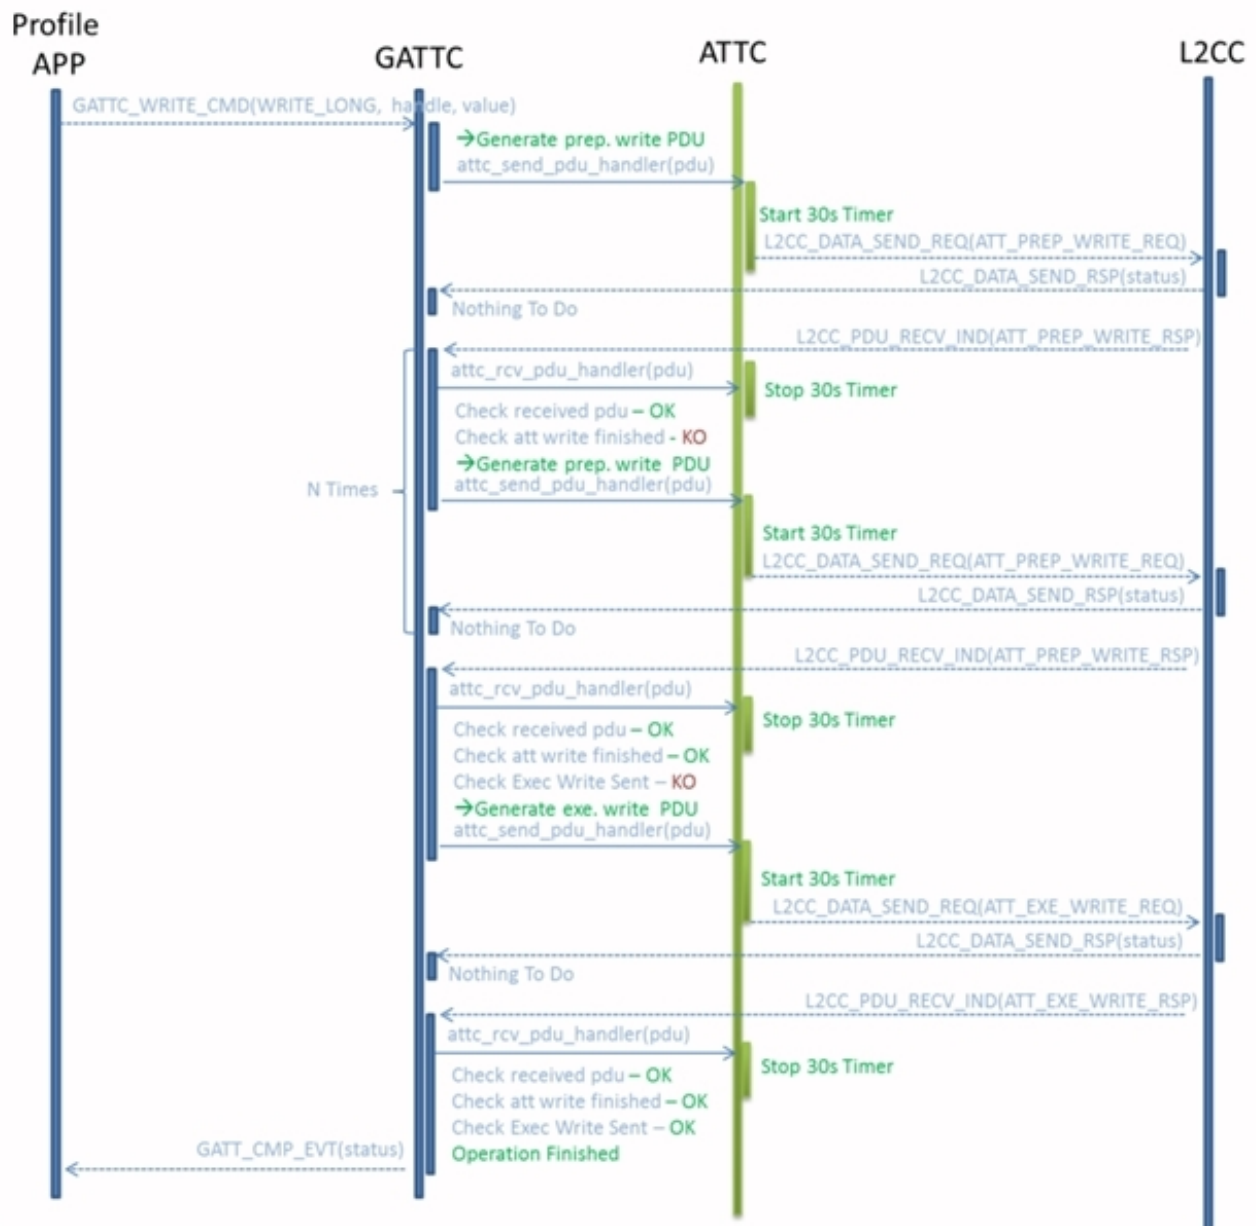 Profile
APP
GATTC
ATTC
L2CC
GATTC_WRITE_CMD(WRITE_LONG, handle, value)
→Generate prep. write PDU
attc_send_pdu_handler(pdu)
Start 30s Timer
L2CC_DATA_SEND_REQ(ATT_PREP_WRITE_REQ)
L2CC_DATA_SEND_RSP(status)
Nothing To Do
L2CC_PDU_RECV_IND(ATT_PREP_WRITE_RSP)
attc_rcv_pdu_handler(pdu)
Stop 30s Timer
Check received pdu – OK
Check att write finished - KO
→Generate prep. write PDU
attc_send_pdu_handler(pdu)
N Times
Start 30s Timer
L2CC_DATA_SEND_REQ(ATT_PREP_WRITE_REQ)
L2CC_DATA_SEND_RSP(status)
Nothing To Do
L2CC_PDU_RECV_IND(ATT_PREP_WRITE_RSP)
attc_rcv_pdu_handler(pdu)
Stop 30s Timer
Check received pdu – OK
Check att write finished – OK
Check Exec Write Sent – KO
→Generate exe. write PDU
attc_send_pdu_handler(pdu)
Start 30s Timer
L2CC_DATA_SEND_REQ(ATT_EXE_WRITE_REQ)
L2CC_DATA_SEND_RSP(status)
Nothing To Do
L2CC_PDU_RECV_IND(ATT_EXE_WRITE_RSP)
attc_rcv_pdu_handler(pdu)
Stop 30s Timer
Check received pdu – OK
Check att write finished – OK
Check Exec Write Sent – OK
GATT_CMP_EVT(status)
Operation Finished